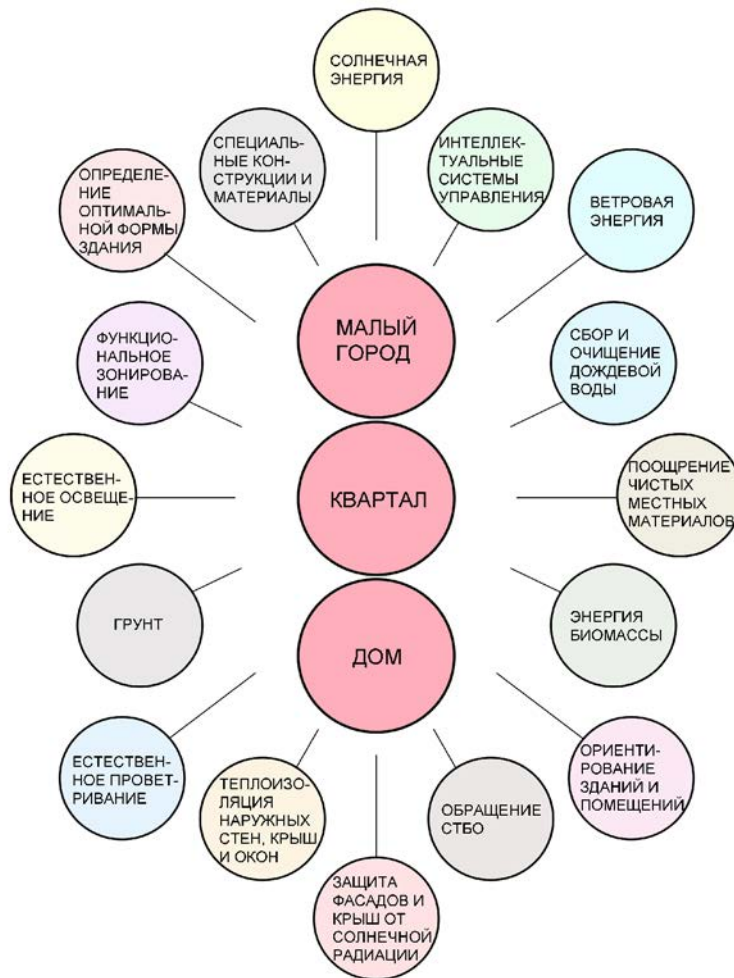 СОЛНЕЧНАЯ
ЭНЕРГИЯ
СПЕЦИАЛЬ-
НЫЕ КОН-
СТРУКЦИИ И
МАТЕРИАЛЫ
ИНТЕЛЛЕК-
ТУАЛЬНЫЕ
СИСТЕМЫ
УПРАВЛЕНИЯ
ОПРЕДЕЛЕ-
НИЕ
ОПТИМАЛЬ-
НОЙ ФОРМЫ
ЗДАНИЯ
ВЕТРОВАЯ
ЭНЕРГИЯ
МАЛЫЙ
ГОРОД
ФУНКЦИО-
НАЛЬНОЕ
ЗОНИРОВА-
НИЕ
СБОР И
ОЧИЩЕНИЕ
ДОЖДЕВОЙ
ВОДЫ
ЕСТЕСТВЕН-
НОЕ ОСВЕЩЕ-
НИЕ
КВАРТАЛ
ПООЩРЕНИЕ
ЧИСТЫХ
МЕСТНЫХ
МАТЕРИАЛОВ
ГРУНТ
ЭНЕРГИЯ
БИОМАССЫ
ДОМ
ЕСТЕСТВЕН-
НОЕ ПРОВЕТ-
РИВАНИЕ
ТЕПЛОИЗО-
ЛЯЦИЯ
НАРУЖНЫХ
СТЕН, КРЫШ
И ОКОН
ОБРАЩЕНИЕ
СТБО
ОРИЕНТИ-
РОВАНИЕ
ЗДАНИЙ И
ПОМЕЩЕНИЙ
ЗАЩИТА
ФАСАДОВ И
КРЫШ ОТ
СОЛНЕЧНОЙ
РАДИАЦИИ